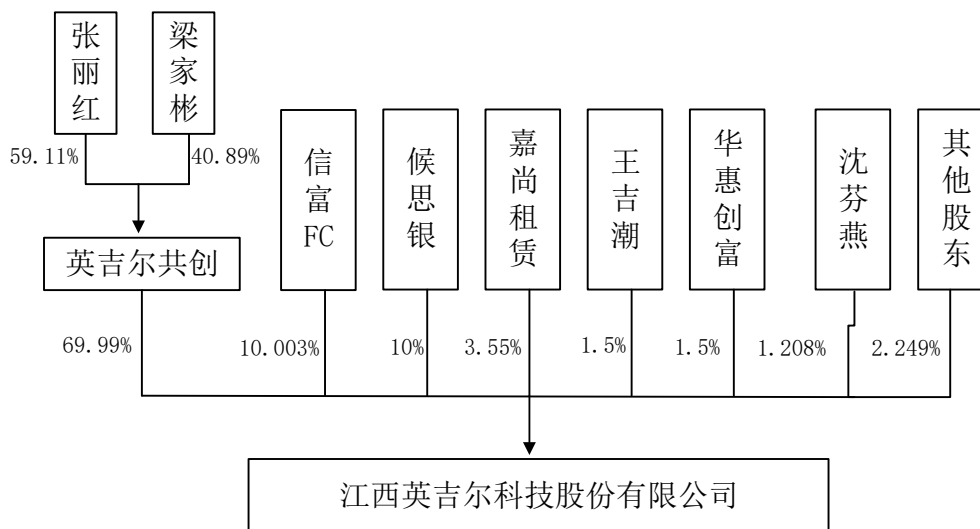 张丽红
梁家彬
59.11%
40.89%
英吉尔共创
信富FC
候思银
嘉尚租赁
王吉潮
华惠创富
沈芬燕
其他股东
69.99%
10.003%
10%
3.55%
1.5%
1.5%
1.208%
2.249%
江西英吉尔科技股份有限公司